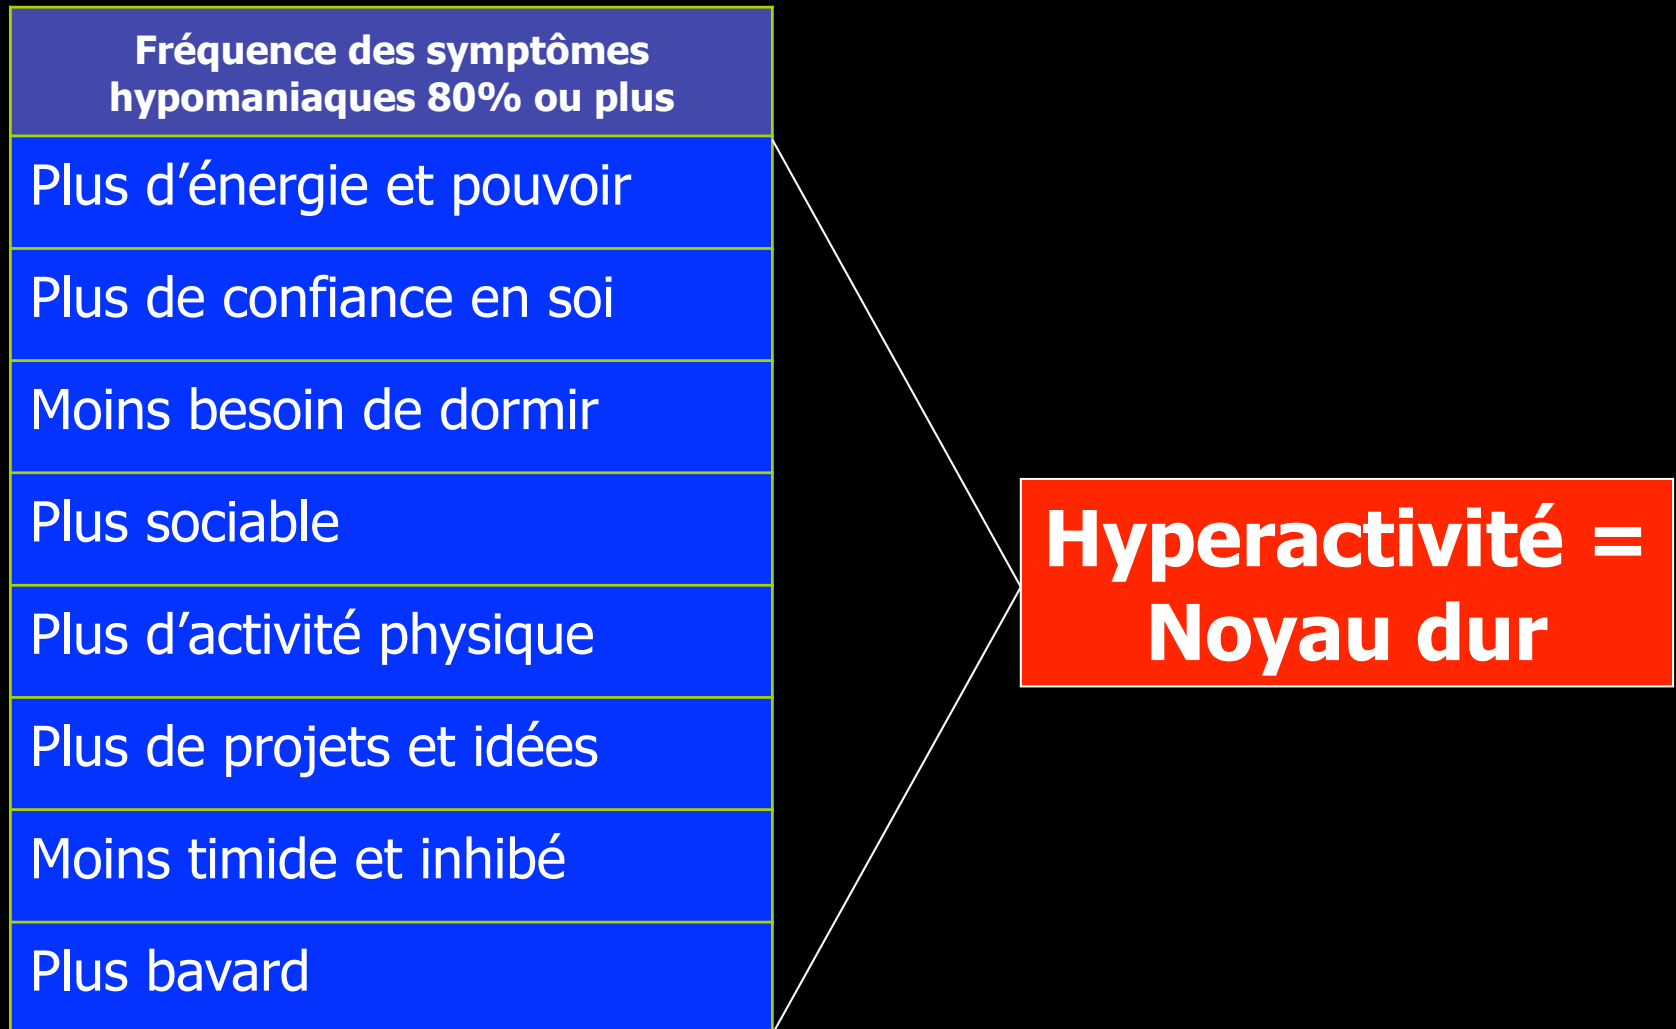 Fréquence des symptômes
hypomaniaques 80% ou plus
Plus d’énergie et pouvoir
Plus de confiance en soi
Moins besoin de dormir
Plus sociable
Plus d’activité physique
Plus de projets et idées
Moins timide et inhibé
Plus bavard
Hyperactivité =
Noyau dur